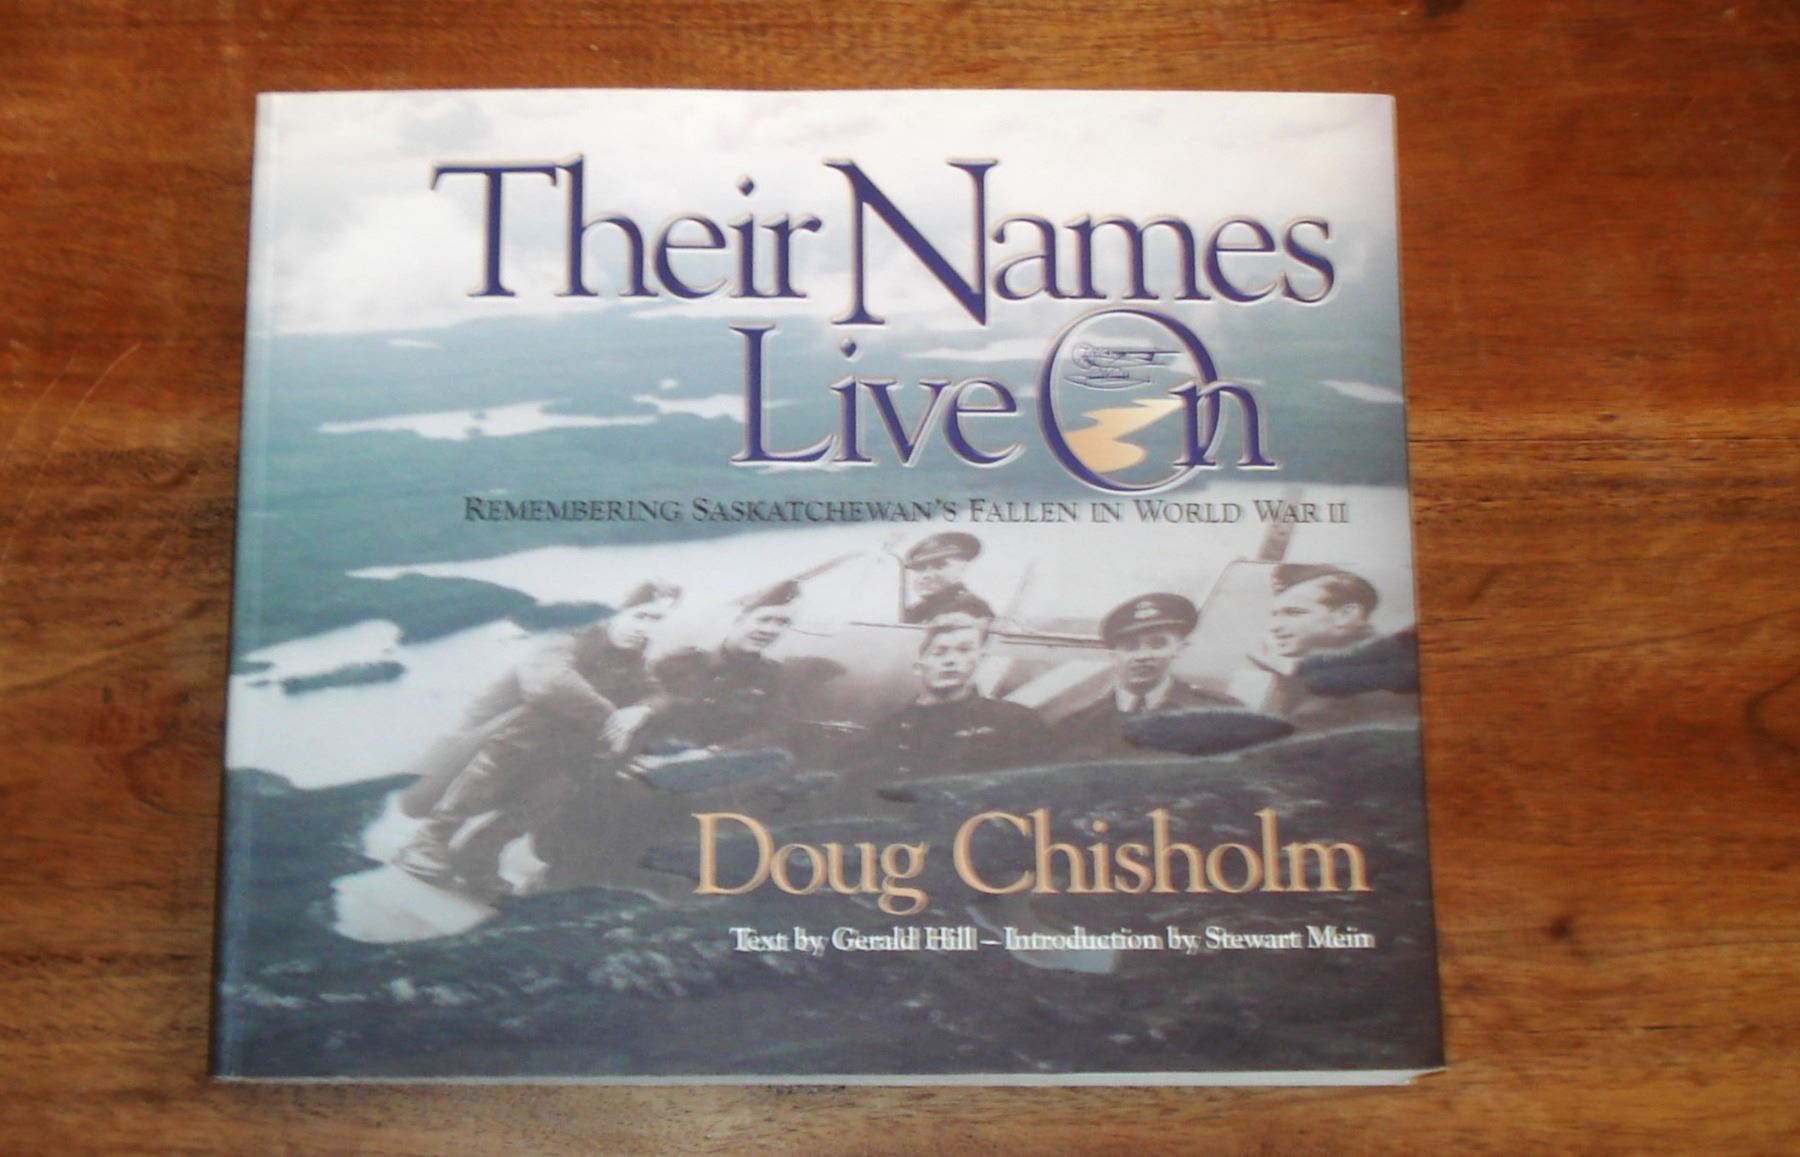 Their Names
Live On
Remembering Saskatchewan's Fallen in World War II
Doug Chisholm
Text by Gerald Hill – Introduction by Stewart Mein